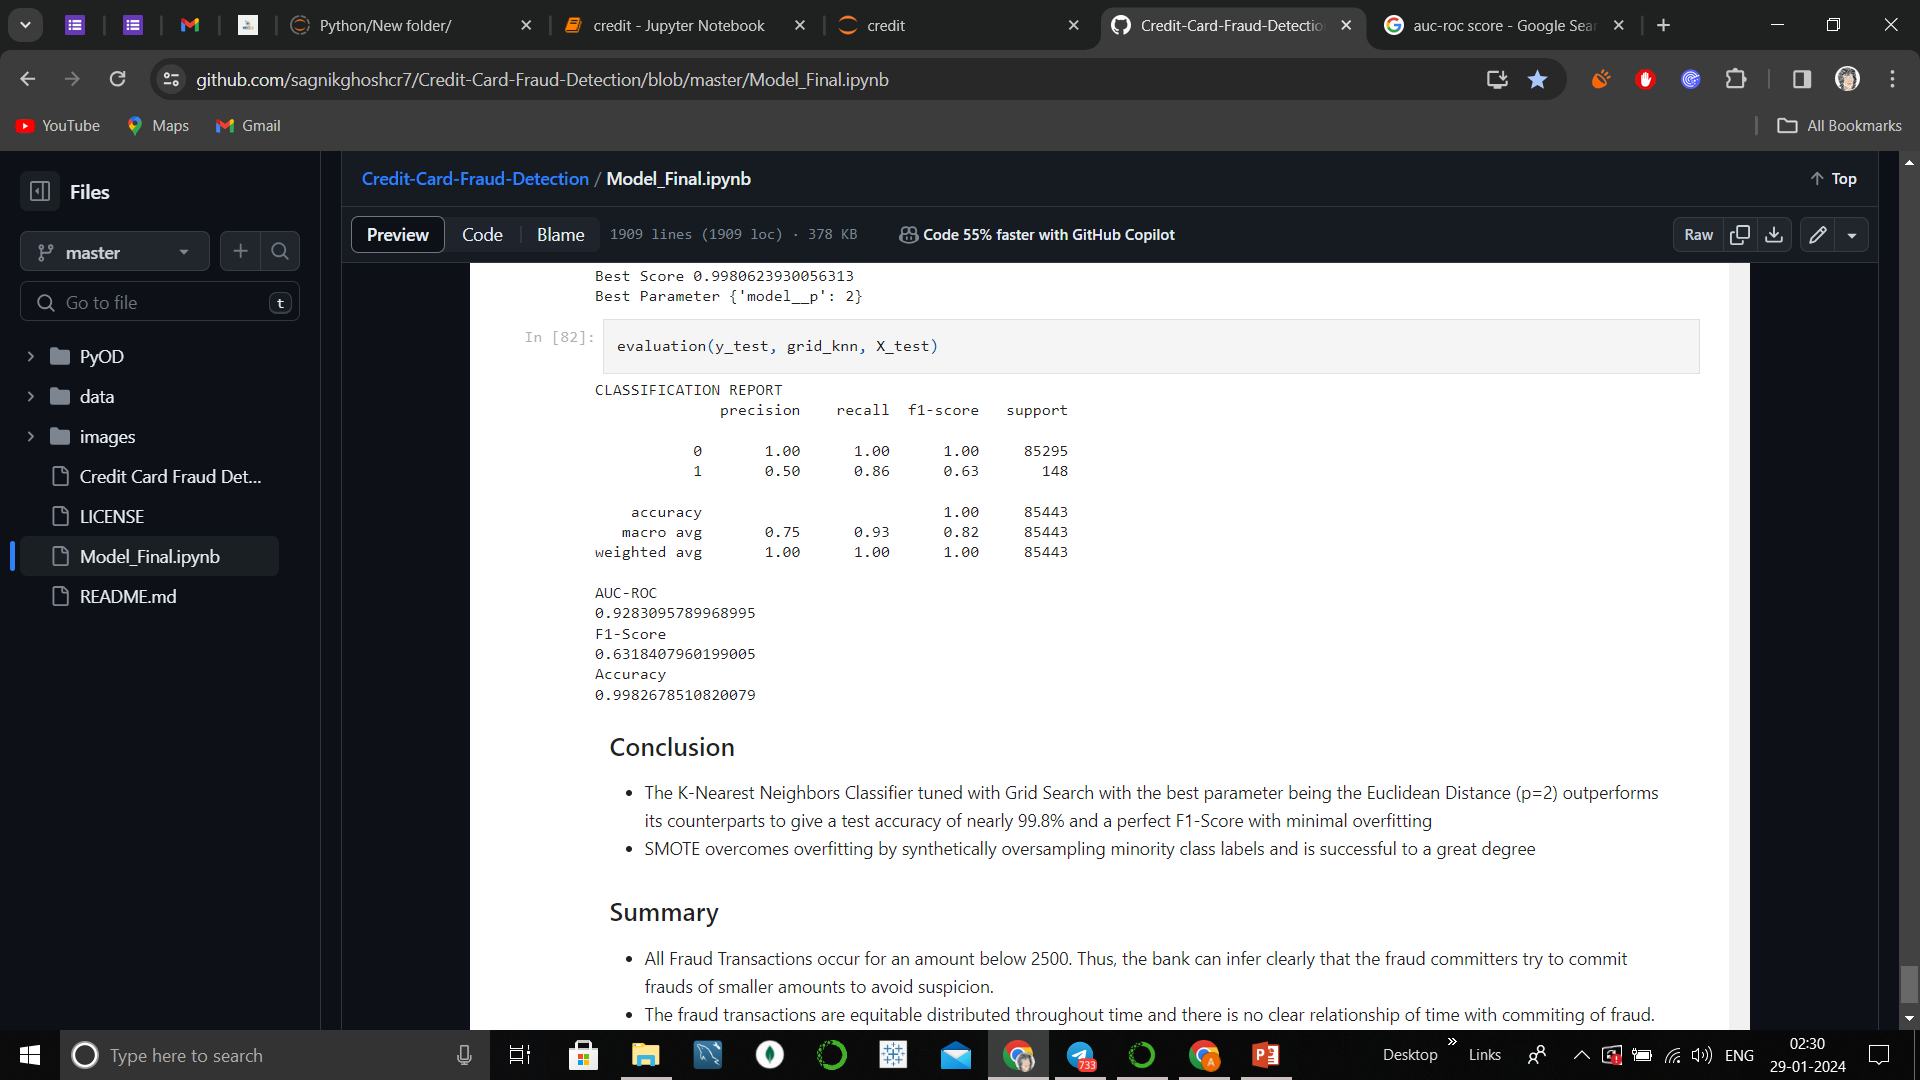 Python/New folder/
credit - Jupyter Notebook
credit
Credit-Card-Fraud-Detectio
auc-roc score - Google Sear
github.com/sagnikghoshcr7/Credit-Card-Fraud-Detection/blob/master/Model_Final.ipynb
YouTube
Maps
Gmail
All Bookmarks
Files
Credit-Card-Fraud-Detection / Model_Final.ipynb
Top
master
Preview
Code
Blame
1909 lines (1909 loc) · 378 KB
Code 55% faster with GitHub Copilot
Raw
Go to file
t
PyOD
data
images
Credit Card Fraud Det...
LICENSE
Model_Final.ipynb
README.md
Best Score 0.9980623930056313
Best Parameter {'model__p': 2}
In [82]:
evaluation(y_test, grid_knn, X_test)
CLASSIFICATION REPORT
precision recall f1-score support
0 1.00 1.00 1.00 85295
1 0.50 0.86 0.63 148
accuracy 1.00 85443
macro avg 0.75 0.93 0.82 85443
weighted avg 1.00 1.00 1.00 85443
AUC-ROC
0.9283095789968995
F1-Score
0.6318407960199005
Accuracy
0.9982678510820079
Conclusion
• The K-Nearest Neighbors Classifier tuned with Grid Search with the best parameter being the Euclidean Distance (p=2) outperforms
its counterparts to give a test accuracy of nearly 99.8% and a perfect F1-Score with minimal overfitting
• SMOTE overcomes overfitting by synthetically oversampling minority class labels and is successful to a great degree
Summary
• All Fraud Transactions occur for an amount below 2500. Thus, the bank can infer clearly that the fraud committers try to commit
frauds of smaller amounts to avoid suspicion.
• The fraud transactions are equitable distributed throughout time and there is no clear relationship of time with commiting of fraud.
Type here to search
733
A
Desktop
Links
ENG
02:30
29-01-2024